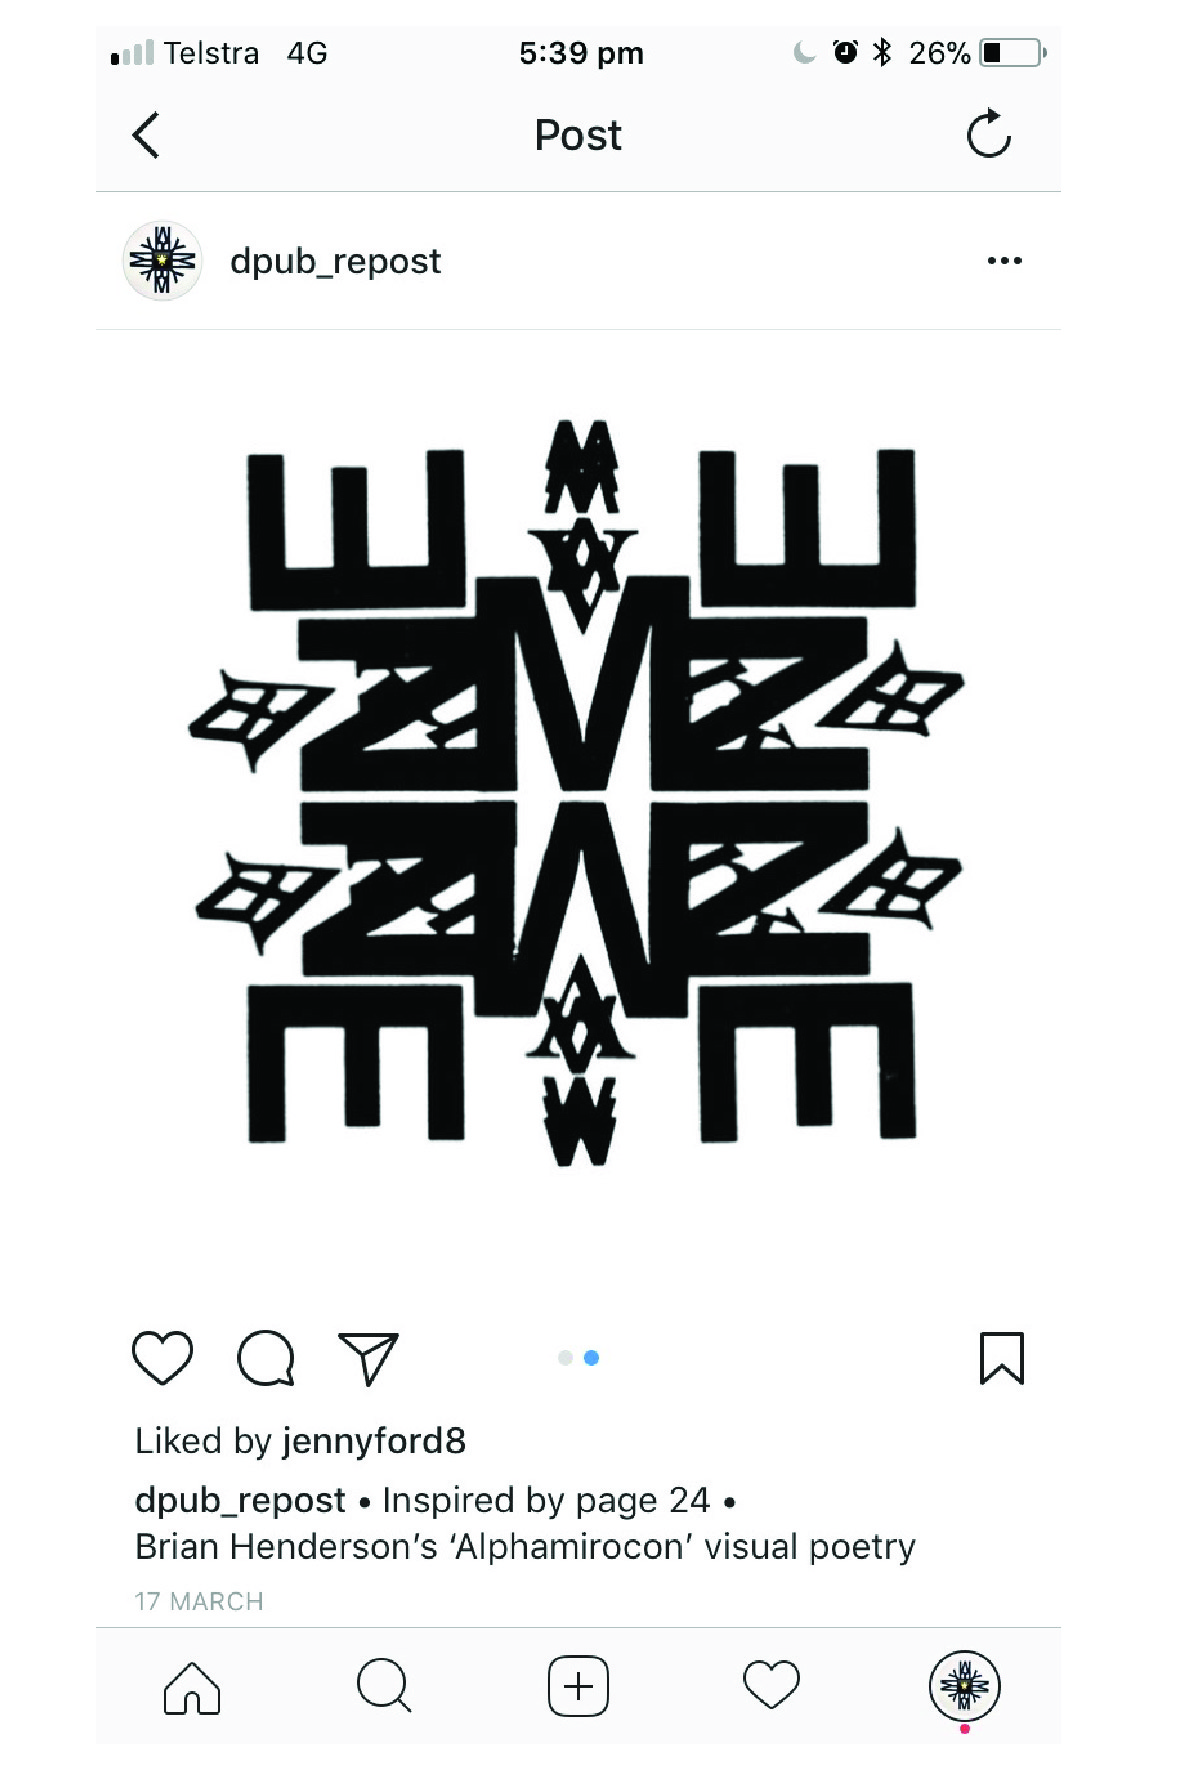 Telstra 4G 5:39 pm 26%
Post
dpub_repost
Liked by jennyford8
dpub_repost • Inspired by page 24 •
Brian Henderson's ‘Alphamirocon’ visual poetry
17 MARCH